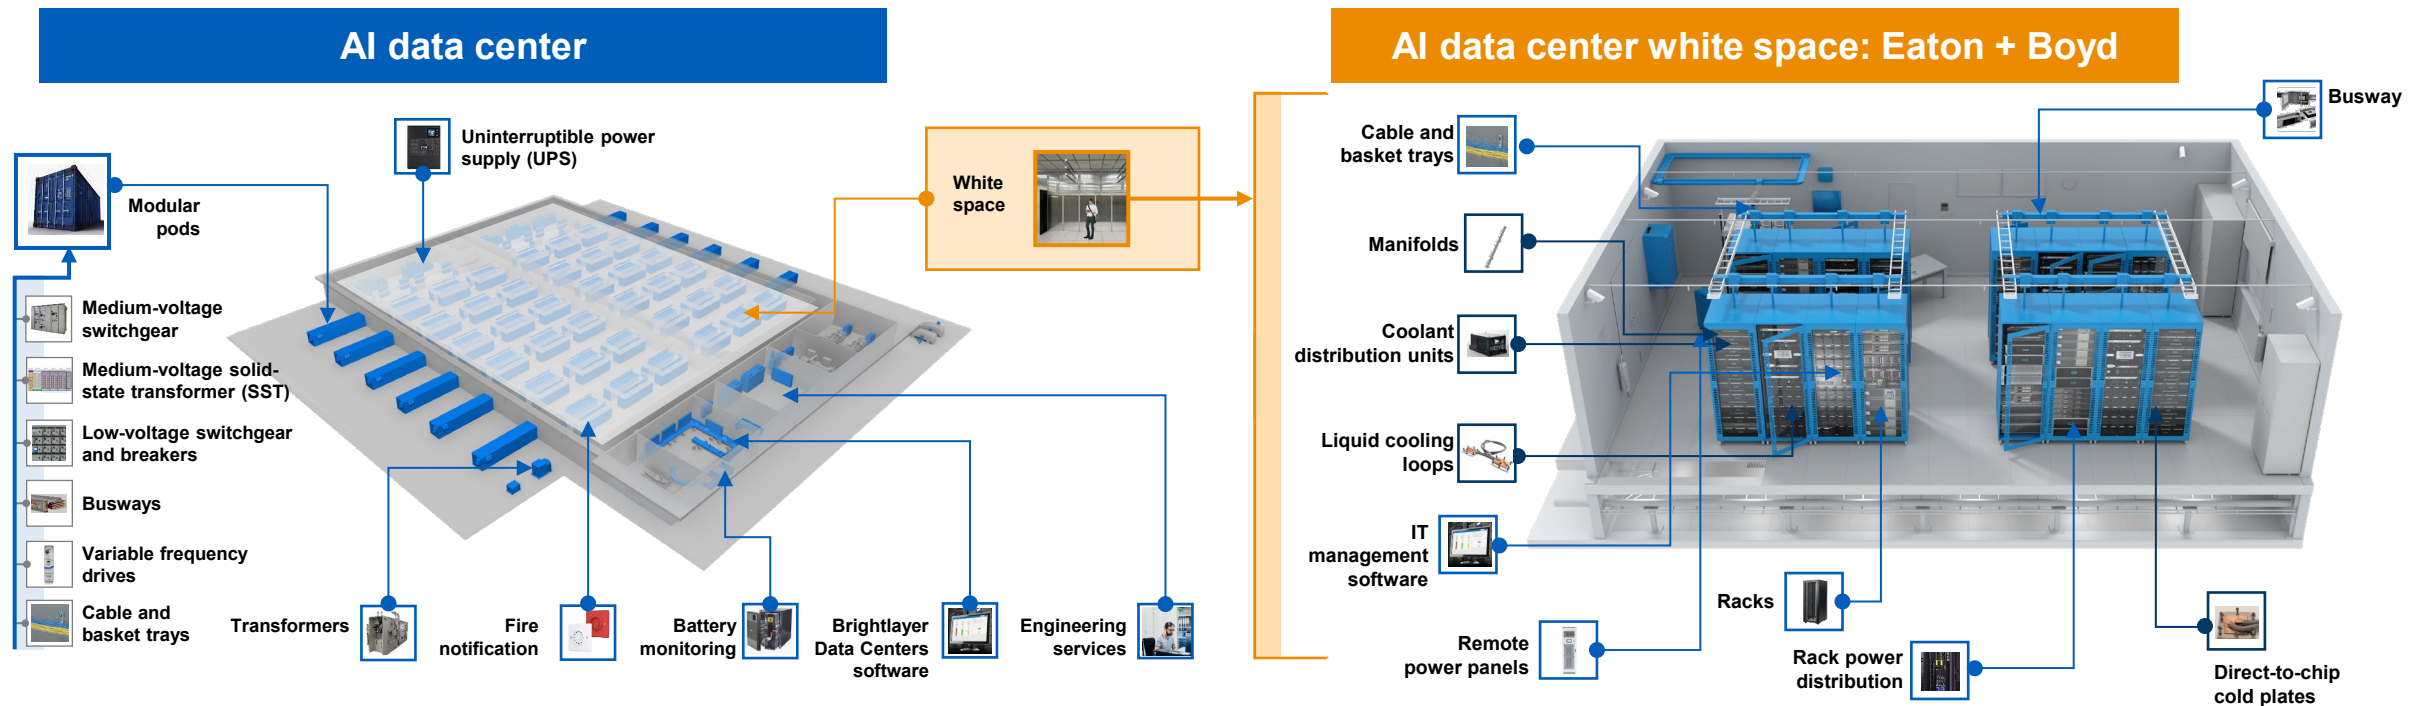 AI data center
AI data center white space: Eaton + Boyd
Uninterruptible power
supply (UPS)
Modular
pods
White
space
Medium-voltage
switchgear
Medium-voltage solid-
state transformer (SST)
Low-voltage switchgear
and breakers
Busways
Variable frequency
drives
Cable and
basket trays
Transformers
Fire
notification
Battery
monitoring
Brightlayer
Data Centers
software
Engineering
services
Cable and
basket trays
Busway
Manifolds
Coolant
distribution units
Liquid cooling
loops
IT
management
software
Remote
power panels
Racks
Rack power
distribution
Direct-to-chip
cold plates